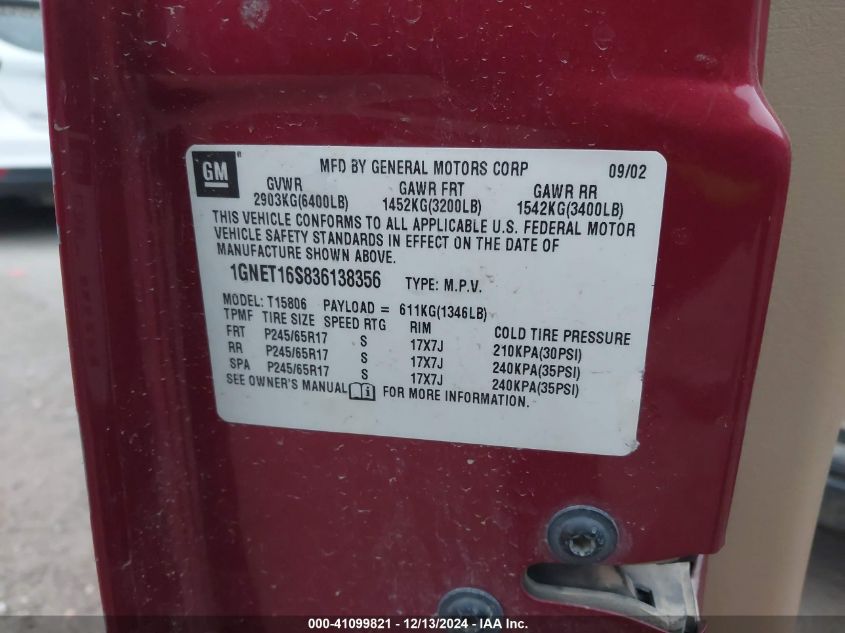 GM ® MFD BY GENERAL MOTORS CORP 09/02
GVWR GAWR FRT GAWR RR
2903KG(6400LB) 1452KG(3200LB) 1542KG(3400LB)
THIS VEHICLE CONFORMS TO ALL APPLICABLE U.S. FEDERAL MOTOR
VEHICLE SAFETY STANDARDS IN EFFECT ON THE DATE OF
MANUFACTURE SHOWN ABOVE.
1GNET16S836138356 TYPE: M.P.V.
MODEL: T15806 PAYLOAD = 611KG(1346LB)
TPMF TIRE SIZE SPEED RTG RIM COLD TIRE PRESSURE
FRT P245/65R17 S 17X7J 210KPA(30PSI)
RR P245/65R17 S 17X7J 240KPA(35PSI)
SPA P245/65R17 S 17X7J 240KPA(35PSI)
SEE OWNER'S MANUAL i FOR MORE INFORMATION.
000-41099821 - 12/13/2024 - IAA Inc.